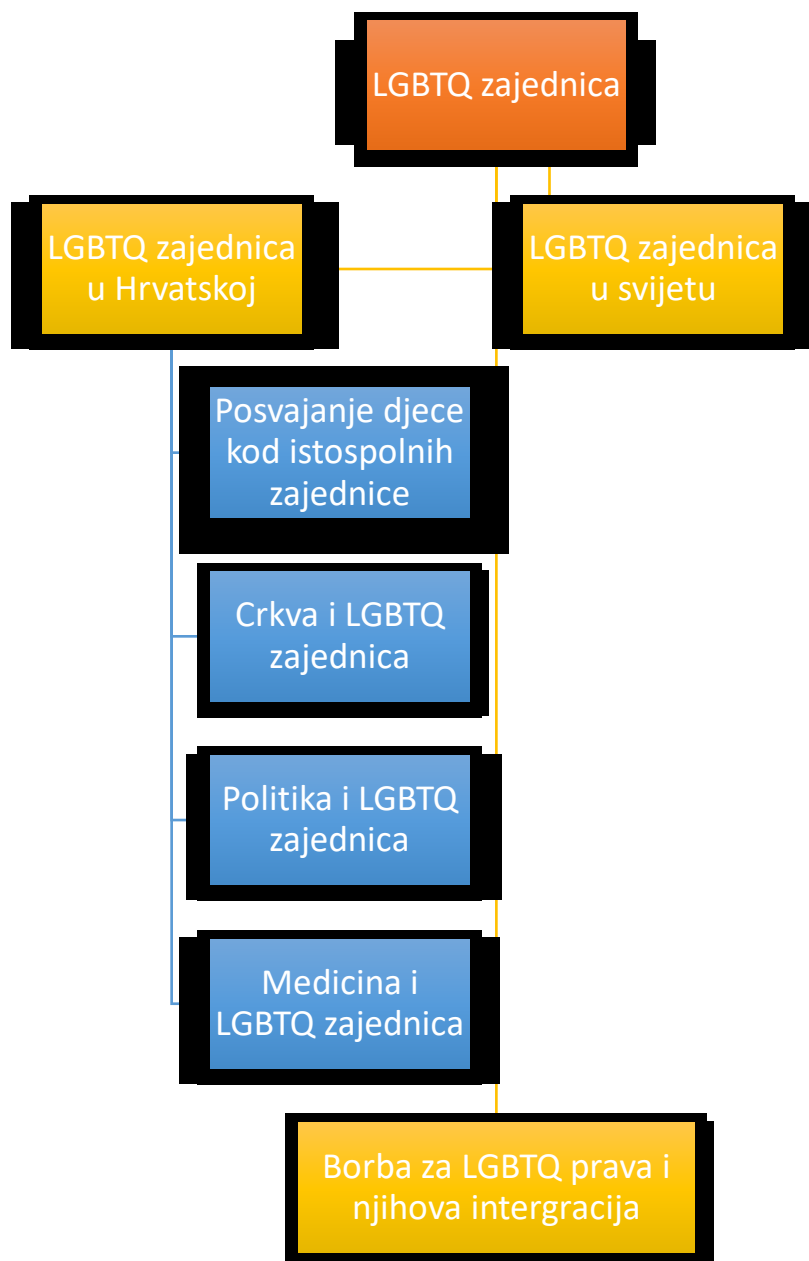 LGBTQ zajednica
LGBTQ zajednica
u Hrvatskoj
LGBTQ zajednica
u svijetu
Posvajanje djece
kod istospolnih
zajednice
Crkva i LGBTQ
zajednica
Politika i LGBTQ
zajednica
Medicina i
LGBTQ zajednica
Borba za LGBTQ prava i
njihova intergracija